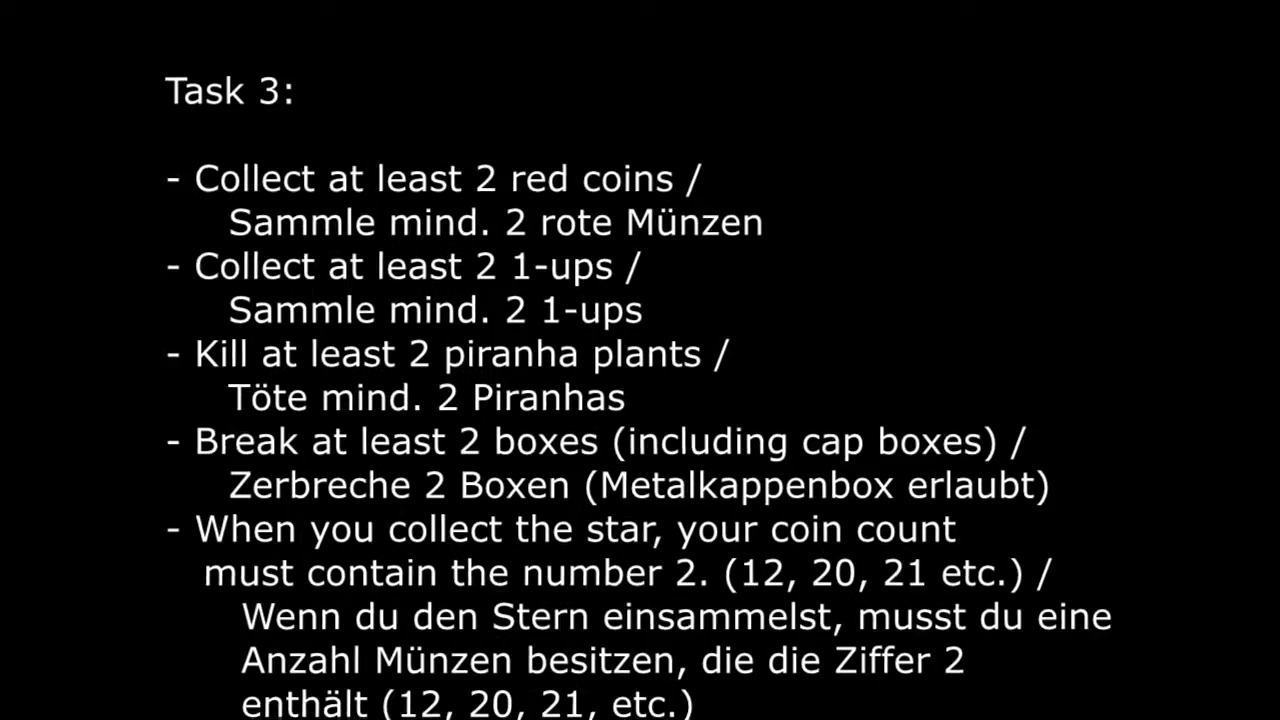 Task 3:
- Collect at least 2 red coins /
Sammle mind. 2 rote Münzen
- Collect at least 2 1-ups /
Sammle mind. 2 1-ups
- Kill at least 2 piranha plants /
Töte mind. 2 Piranhas
- Break at least 2 boxes (including cap boxes) /
Zerbreche 2 Boxen (Metalkappenbox erlaubt)
- When you collect the star, your coin count
must contain the number 2. (12, 20, 21 etc.) /
Wenn du den Stern einsammelst, musst du eine
Anzahl Münzen besitzen, die die Ziffer 2
enthält (12, 20, 21, etc.)